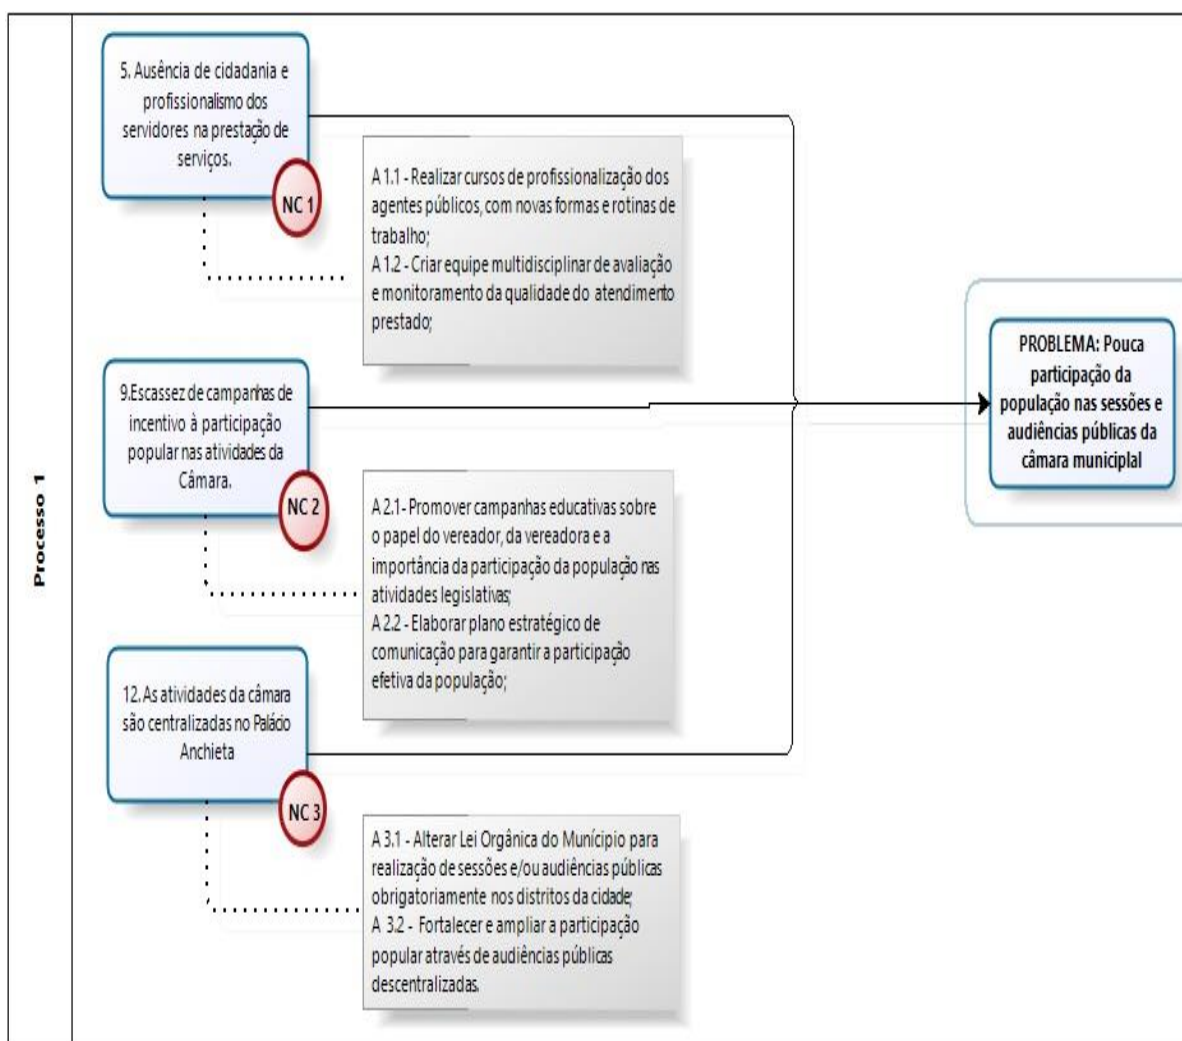 Processo 1
5. Ausência de cidadania e
profissionalismo dos
servidores na prestação de
serviços.
NC 1
A 1.1 - Realizar cursos de profissionalização dos
agentes públicos, com novas formas e rotinas de
trabalho;
A 1.2 - Criar equipe multidisciplinar de avaliação
e monitoramento da qualidade do atendimento
prestado;
9.Escassez de campanhas de
incentivo à participação
popular nas atividades da
Câmara.
NC 2
A 2.1- Promover campanhas educativas sobre
o papel do vereador, da vereadora e a
importância da participação da população nas
atividades legislativas;
A 2.2 - Elaborar plano estratégico de
comunicação para garantir a participação
efetiva da população;
12. As atividades da câmara
são centralizadas no Palácio
Anchieta
NC 3
A 3.1 - Alterar Lei Orgânica do Munícipio para
realização de sessões e/ou audiências públicas
obrigatoriamente nos distritos da cidade;
A 3.2 - Fortalecer e ampliar a participação
popular através de audiências públicas
descentralizadas.
PROBLEMA: Pouca
participação da
população nas sessões e
audiências públicas da
câmara municiplal